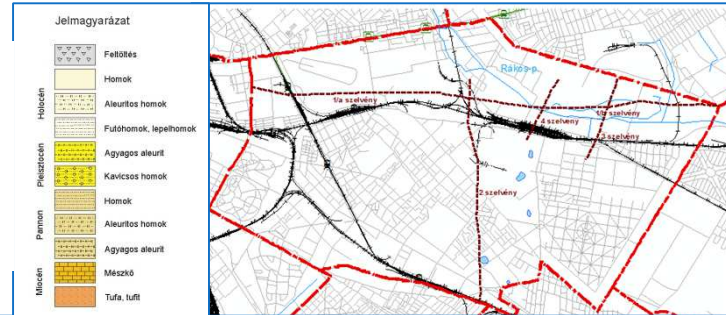 Jelmagyarázat
Holocén
Pleisztocén
Pannon
Miocén
Feltöltés
Homok
Aleuritos homok
Futóhomok, lepelhomok
Agyagos aleurit
Kavicsos homok
Homok
Aleuritos homok
Agyagos aleurit
Mészkő
Tufa, tufit
Rákos-p.
1/a szelvény
4 szelvény
1/b szelvény
3 szelvény
2 szelvény